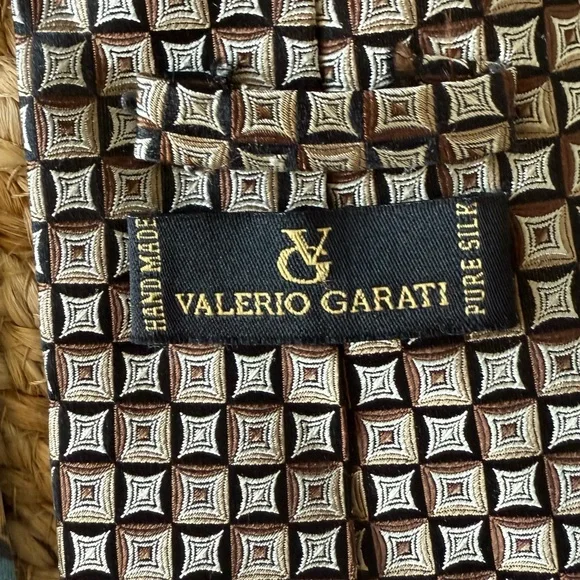 HAND MADE
VG
VALERIO GARATI
PURE SILK